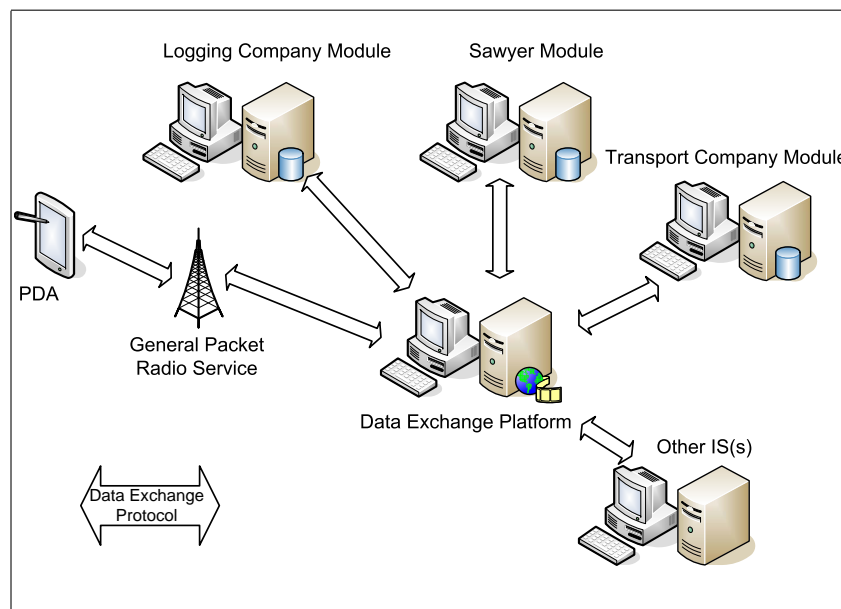 Logging Company Module
Sawyer Module
Transport Company Module
PDA
General Packet
Radio Service
Data Exchange Platform
Other IS(s)
Data Exchange
Protocol